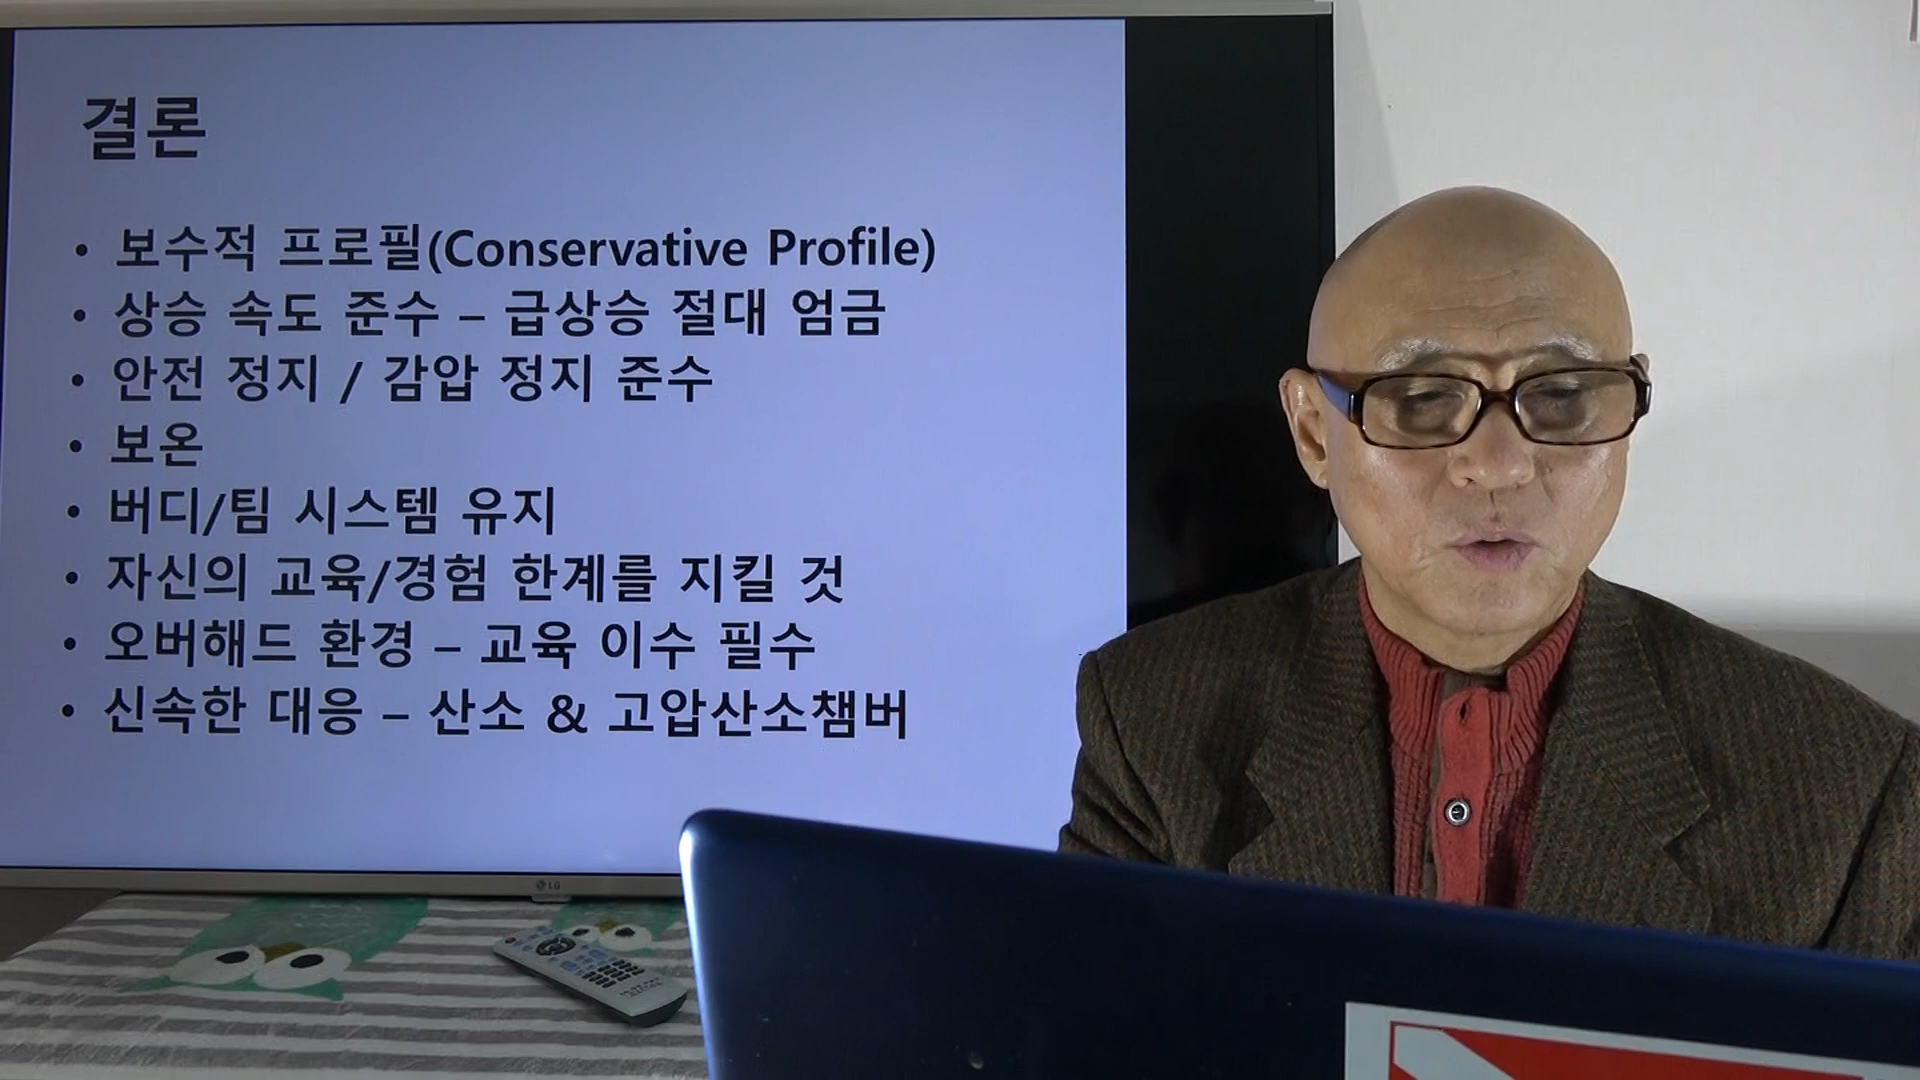 결론
• 보수적 프로필(Conservative Profile)
• 상승 속도 준수 – 급상승 절대 엄금
• 안전 정지 / 감압 정지 준수
• 보온
• 버디/팀 시스템 유지
• 자신의 교육/경험 한계를 지킬 것
• 오버해드 환경 – 교육 이수 필수
• 신속한 대응 – 산소 & 고압산소챔버
LG